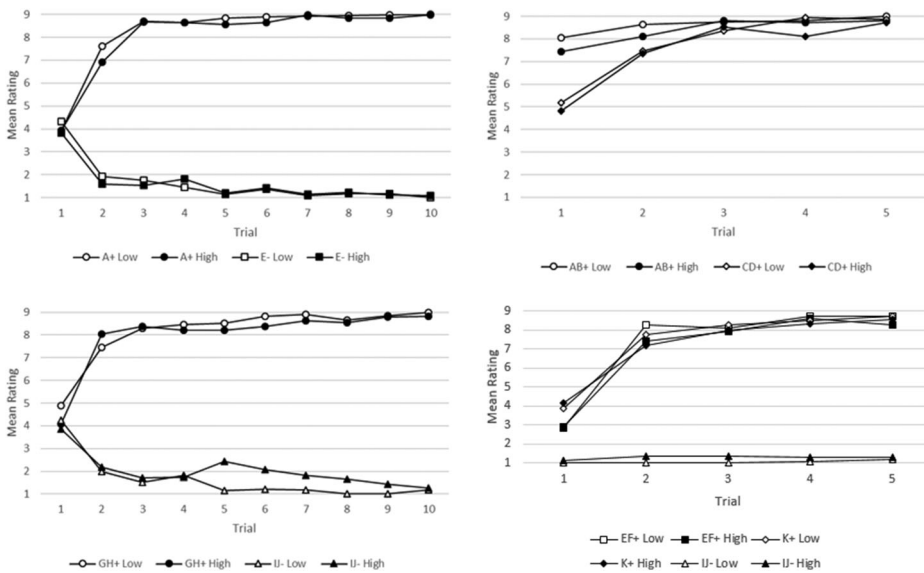 Mean Rating
9
8
7
6
5
4
3
2
1
1 2 3 4 5 6 7 8 9 10
Trial
A+ Low A+ High E- Low E- High
Mean Rating
9
8
7
6
5
4
3
2
1
1 2 3 4 5
Trial
AB+ Low AB+ High CD+ Low CD+ High
Mean Rating
9
8
7
6
5
4
3
2
1
1 2 3 4 5 6 7 8 9 10
Trial
GH+ Low GH+ High IJ- Low IJ- High
Mean Rating
9
8
7
6
5
4
3
2
1
1 2 3 4 5
Trial
EF+ Low EF+ High K+ Low
K+ High IJ- Low IJ- High